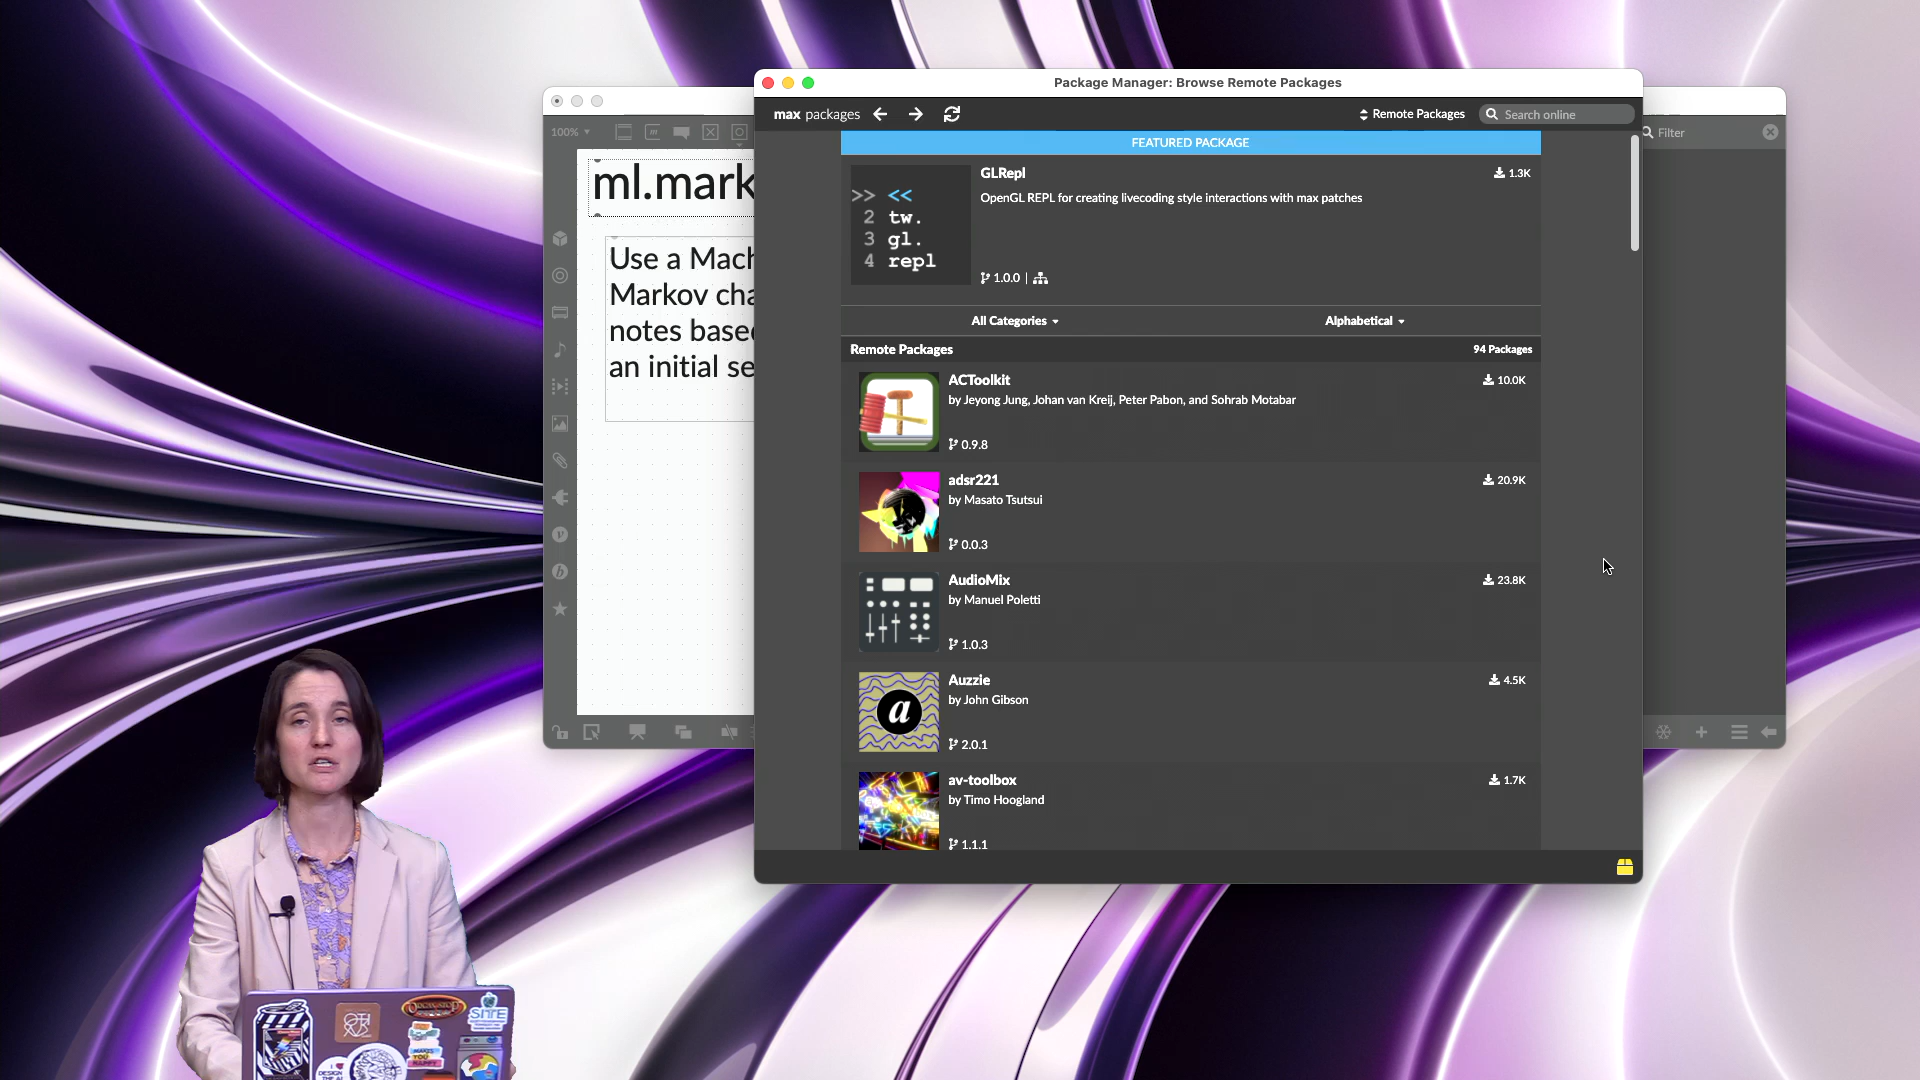 Package Manager: Browse Remote Packages
max packages
Remote Packages
Search online
FEATURED PACKAGE
>> <<
2 tw.
3 gl.
4 repl
GLRepl
1.3K
OpenGL REPL for creating livecoding style interactions with max patches
1.0.0 |
All Categories
Alphabetical
Remote Packages
94 Packages
ACToolkit
10.0K
by Jeyong Jung, Johan van Kreij, Peter Pabon, and Sohrab Motabar
0.9.8
adsr221
20.9K
by Masato Tsutsui
0.0.3
AudioMix
23.8K
by Manuel Poletti
1.0.3
a
Auzzie
4.5K
by John Gibson
2.0.1
av-toolbox
1.7K
by Timo Hoogland
1.1.1
100%
ml.mark
Use a Mach
Markov cha
notes base
an initial se
Filter
SITE